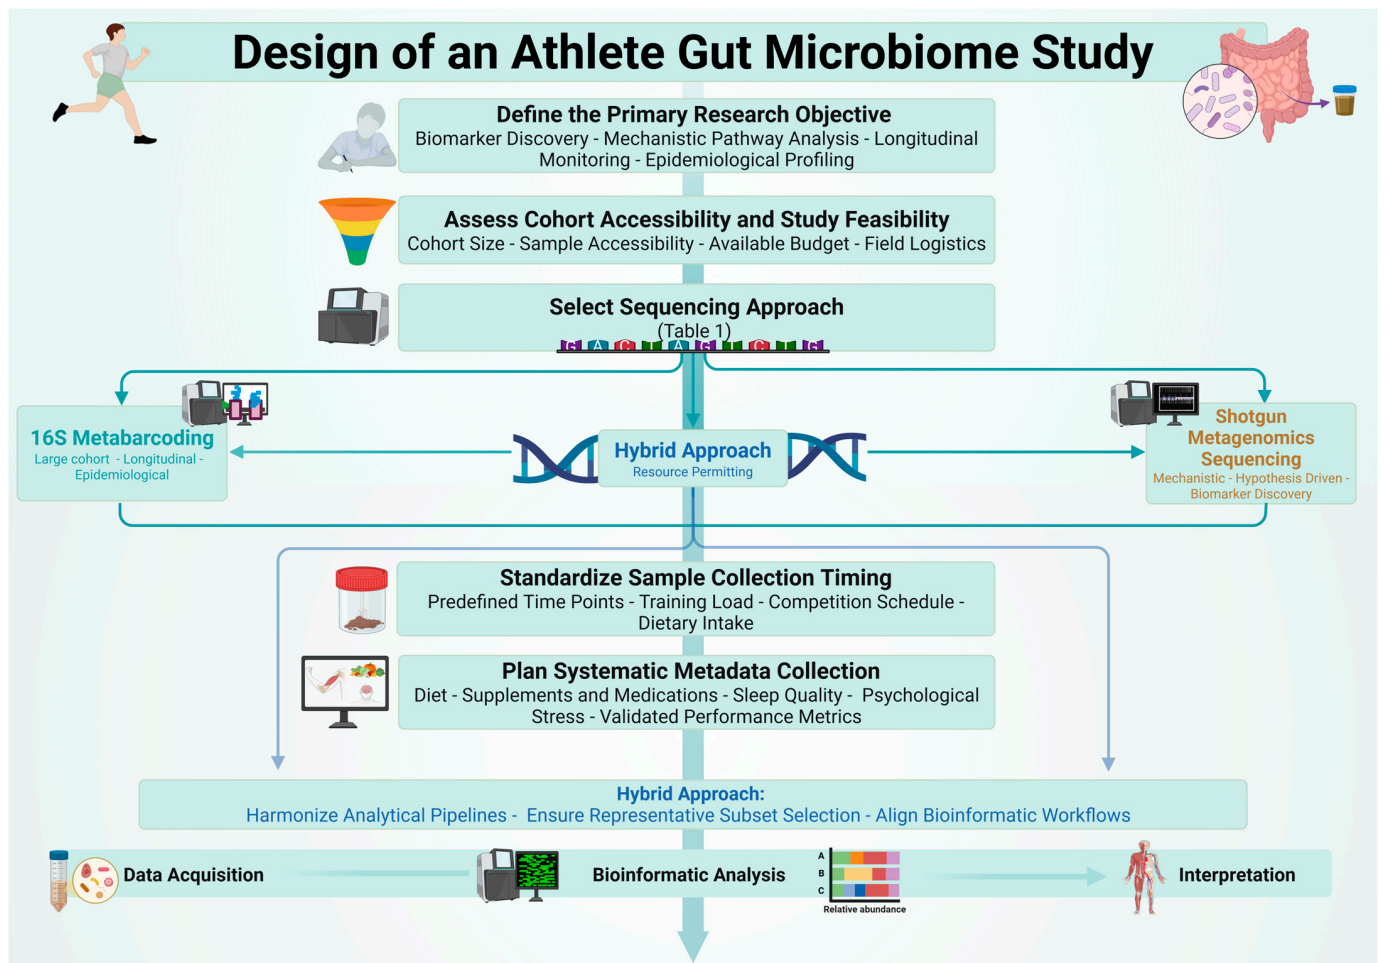 Design of an Athlete Gut Microbiome Study
Define the Primary Research Objective
Biomarker Discovery - Mechanistic Pathway Analysis - Longitudinal
Monitoring - Epidemiological Profiling
Assess Cohort Accessibility and Study Feasibility
Cohort Size - Sample Accessibility - Available Budget - Field Logistics
Select Sequencing Approach
(Table 1)
G A C T A G T C T G
16S Metabarcoding
Large cohort - Longitudinal -
Epidemiological
Hybrid Approach
Resource Permitting
Shotgun
Metagenomics
Sequencing
Mechanistic - Hypothesis Driven -
Biomarker Discovery
Standardize Sample Collection Timing
Predefined Time Points - Training Load - Competition Schedule -
Dietary Intake
Plan Systematic Metadata Collection
Diet - Supplements and Medications - Sleep Quality - Psychological
Stress - Validated Performance Metrics
Hybrid Approach:
Harmonize Analytical Pipelines - Ensure Representative Subset Selection - Align Bioinformatic Workflows
Data Acquisition
Bioinformatic Analysis
A
B
C
Relative abundance
Interpretation